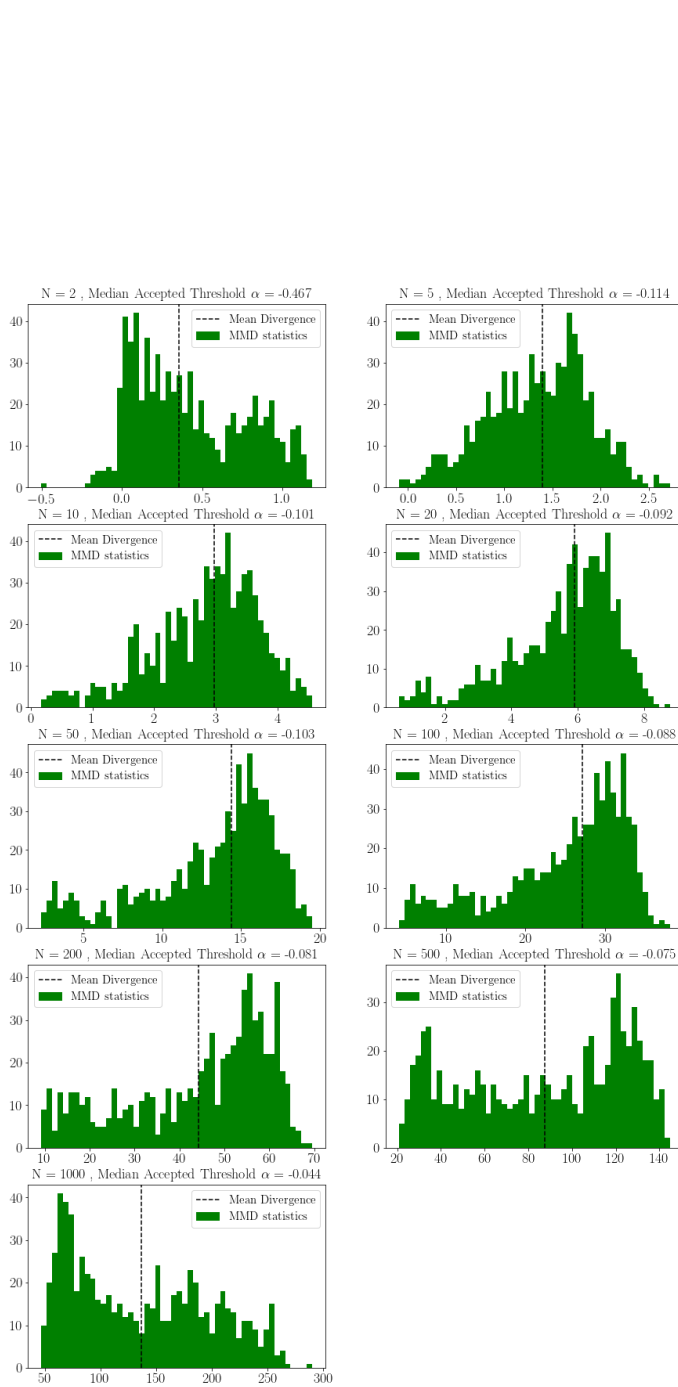 N = 2 , Median Accepted Threshold α = -0.467
Mean Divergence
MMD statistics
40
30
20
10
0
−0.5 0.0 0.5 1.0
N = 5 , Median Accepted Threshold α = -0.114
Mean Divergence
MMD statistics
40
30
20
10
0
0.0 0.5 1.0 1.5 2.0 2.5
N = 10 , Median Accepted Threshold α = -0.101
Mean Divergence
MMD statistics
40
30
20
10
0
0 1 2 3 4
N = 20 , Median Accepted Threshold α = -0.092
Mean Divergence
MMD statistics
40
30
20
10
0
2 4 6 8
N = 50 , Median Accepted Threshold α = -0.103
Mean Divergence
MMD statistics
40
30
20
10
0
5 10 15 20
N = 100 , Median Accepted Threshold α = -0.088
Mean Divergence
MMD statistics
40
30
20
10
0
10 20 30
N = 200 , Median Accepted Threshold α = -0.081
Mean Divergence
MMD statistics
40
30
20
10
0
10 20 30 40 50 60 70
N = 500 , Median Accepted Threshold α = -0.075
Mean Divergence
MMD statistics
30
20
10
0
20 40 60 80 100 120 140
N = 1000 , Median Accepted Threshold α = -0.044
Mean Divergence
MMD statistics
40
30
20
10
0
50 100 150 200 250 300